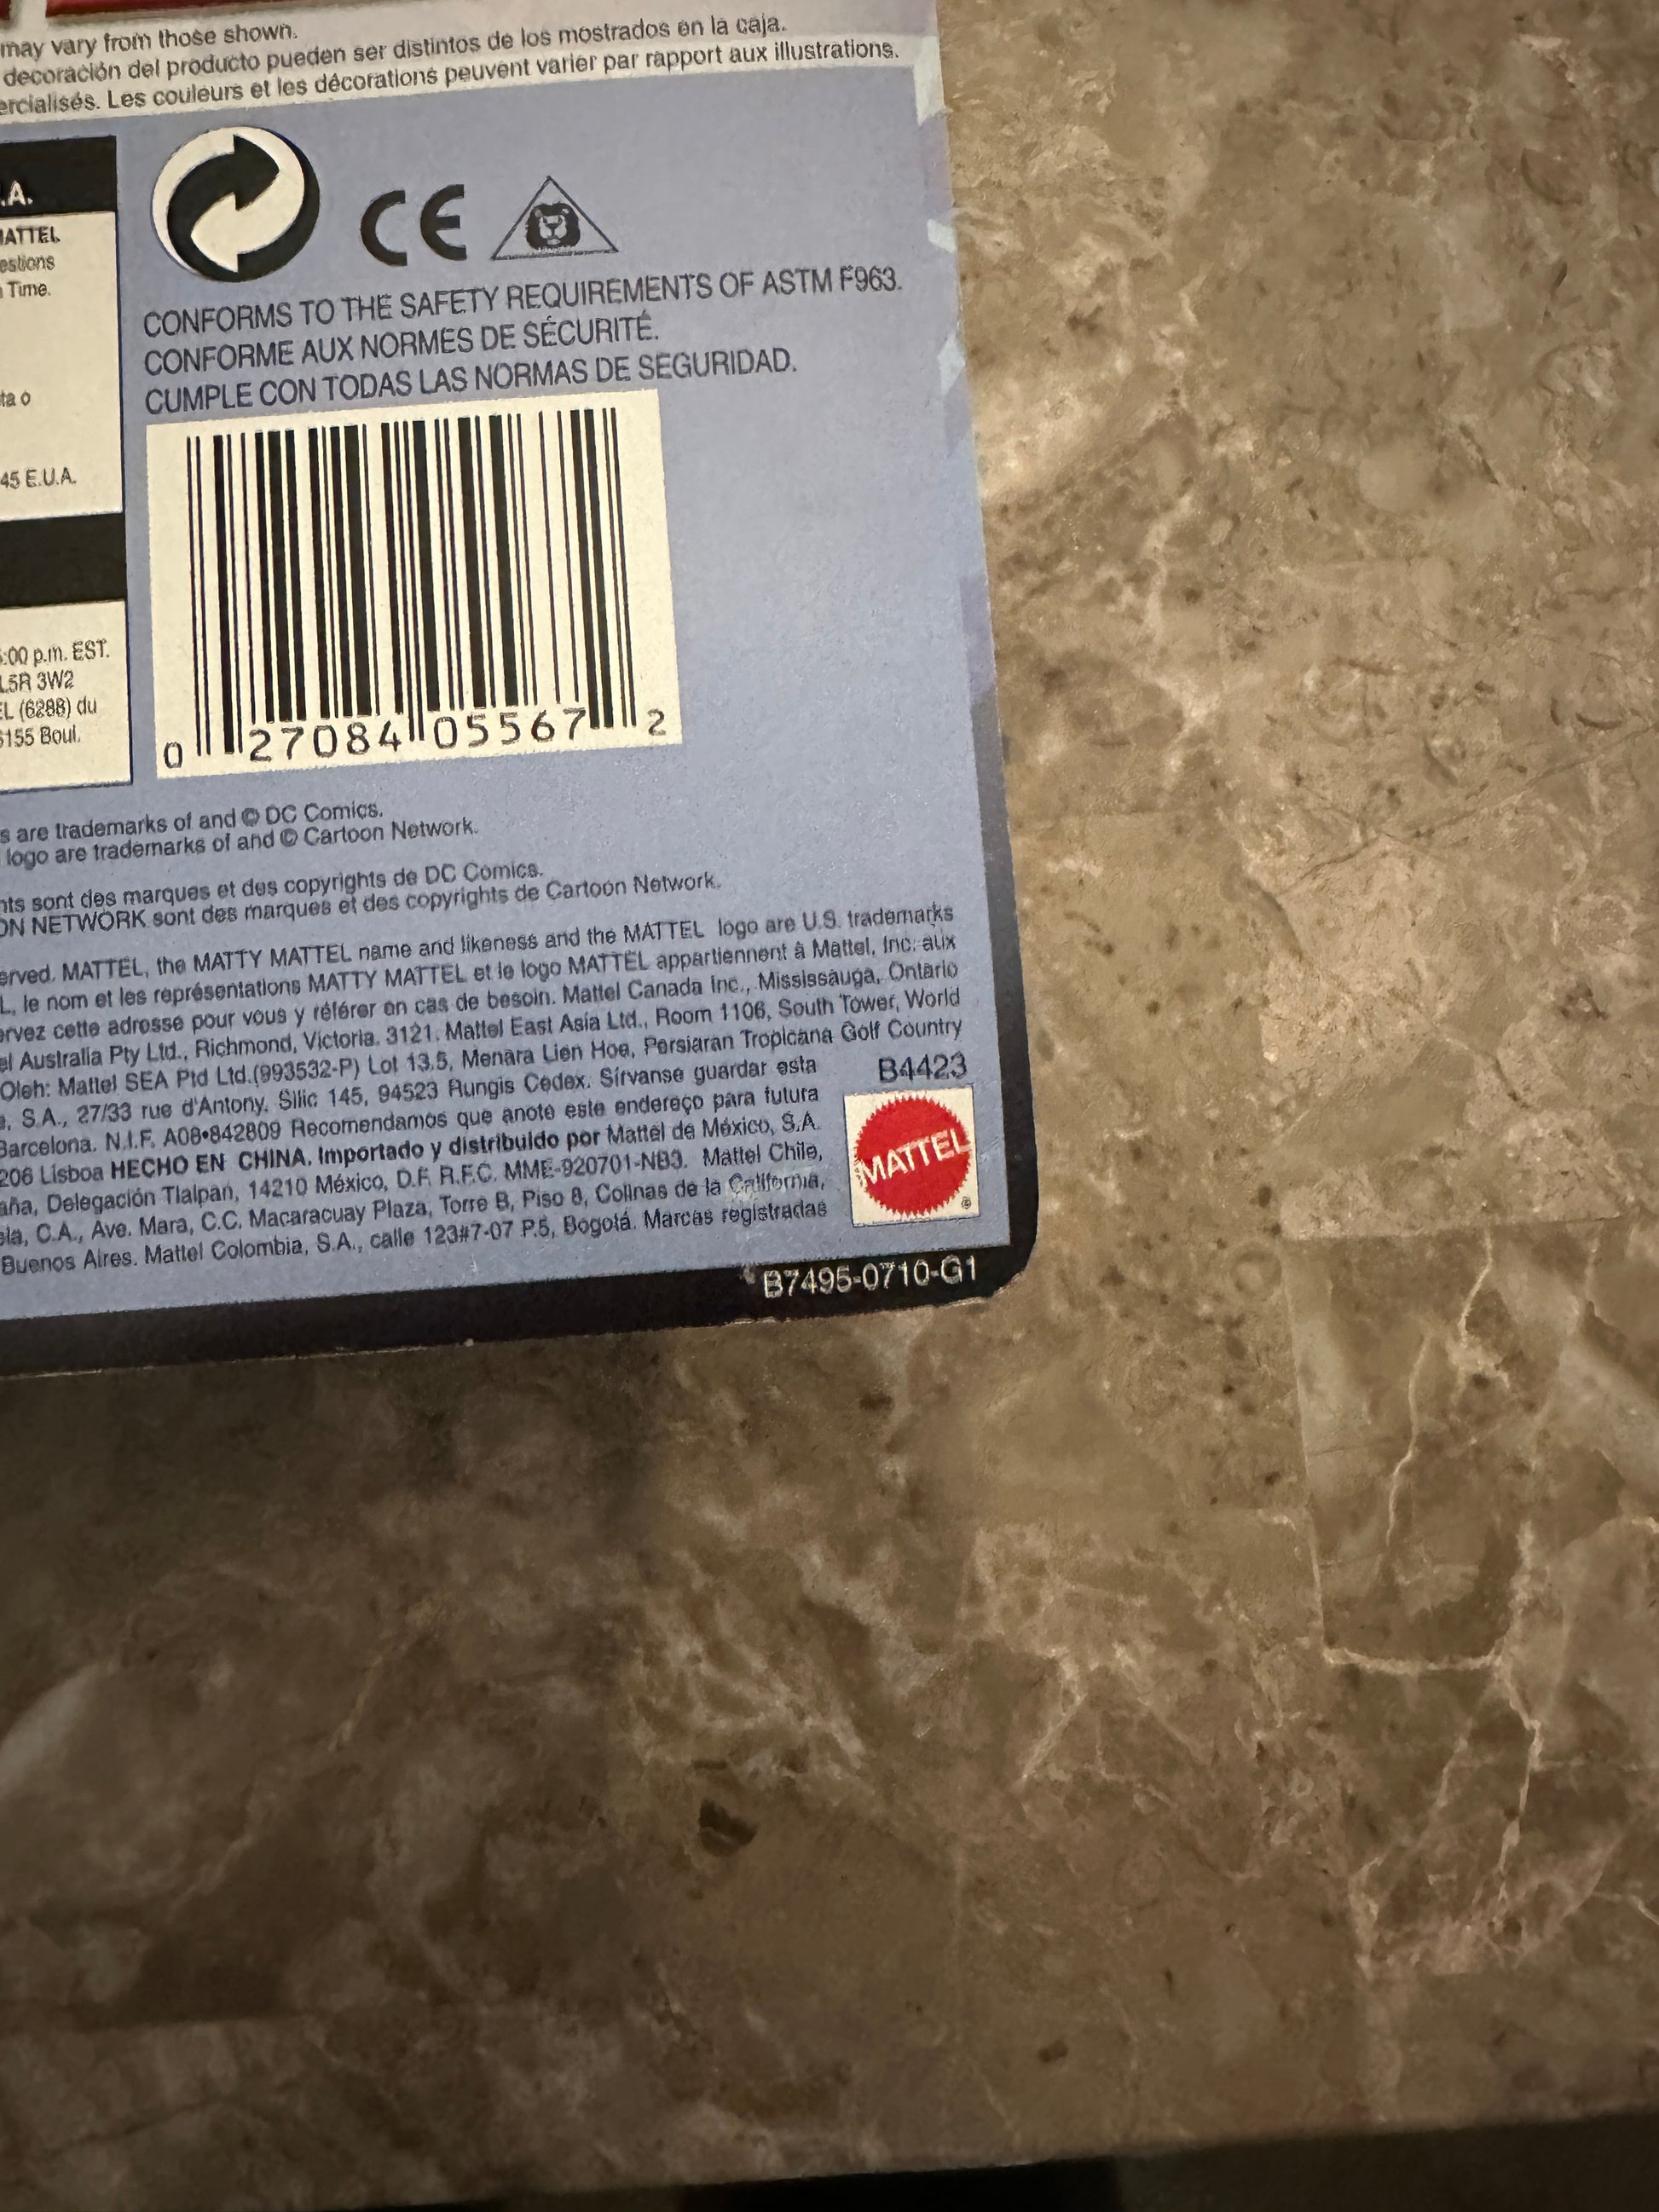 may vary from those shown.
decoración del producto pueden ser distintos de los mostrados en la caja.
ercialisés. Les couleurs et les décorations peuvent varier par rapport aux illustrations.
.A.
MATTEL
estions
Time.
ta o
45 E.U.A.
:00 p.m. EST.
L5R 3W2
EL (6288) du
6155 Boul.
CE
CONFORMS TO THE SAFETY REQUIREMENTS OF ASTM F963.
CONFORME AUX NORMES DE SÉCURITÉ.
CUMPLE CON TODAS LAS NORMAS DE SEGURIDAD.
0 27084 05567 2
s are trademarks of and © DC Comics.
logo are trademarks of and © Cartoon Network.
nts sont des marques et des copyrights de DC Comics.
ON NETWORK sont des marques et des copyrights de Cartoon Network.
erved. MATTEL, the MATTY MATTEL name and likeness and the MATTEL logo are U.S. trademarks
L, le nom et les représentations MATTY MATTEL et le logo MATTEL appartiennent à Mattel, Inc. aux
ervez cette adresse pour vous y référer en cas de besoin. Mattel Canada Inc., Mississauga, Ontario
el Australia Pty Ltd., Richmond, Victoria. 3121. Mattel East Asia Ltd., Room 1106, South Tower, World
Oleh: Mattel SEA Ptd Ltd.(993532-P) Lot 13.5, Menara Lien Hoe, Persiaran Tropicana Golf Country
a, S.A., 27/33 rue d'Antony, Silic 145, 94523 Rungis Cedex. Sírvanse guardar esta
Barcelona. N.I.F. A08•842809 Recomendamos que anote este endereço para futura
206 Lisboa HECHO EN CHINA. Importado y distribuido por Mattel de México, S.A.
aña, Delegación Tlalpan, 14210 México, D.F. R.F.C. MME-920701-NB3. Mattel Chile,
ela, C.A., Ave. Mara, C.C. Macaracuay Plaza, Torre B, Piso 8, Colinas de la California,
Buenos Aires. Mattel Colombia, S.A., calle 123#7-07 P.5, Bogotá. Marcas registradas
B4423
MATTEL
®
B7495-0710-G1